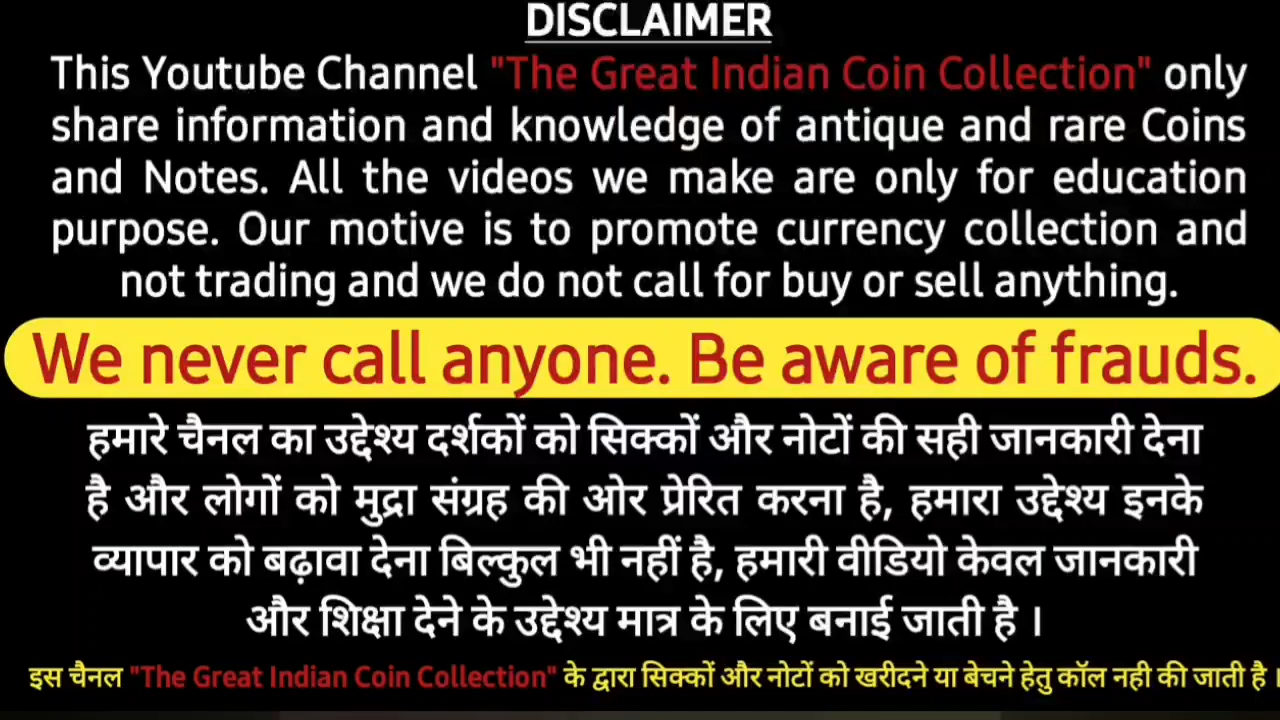 DISCLAIMER
This Youtube Channel "The Great Indian Coin Collection" only
share information and knowledge of antique and rare Coins
and Notes. All the videos we make are only for education
purpose. Our motive is to promote currency collection and
not trading and we do not call for buy or sell anything.
We never call anyone. Be aware of frauds.
हमारे चैनल का उद्देश्य दर्शकों को सिक्कों और नोटों की सही जानकारी देना
है और लोगों को मुद्रा संग्रह की ओर प्रेरित करना है, हमारा उद्देश्य इनके
व्यापार को बढ़ावा देना बिल्कुल भी नहीं है, हमारी वीडियो केवल जानकारी
और शिक्षा देने के उद्देश्य मात्र के लिए बनाई जाती है ।
इस चैनल "The Great Indian Coin Collection" के द्वारा सिक्कों और नोटों को खरीदने या बेचने हेतु कॉल नही की जाती है ।